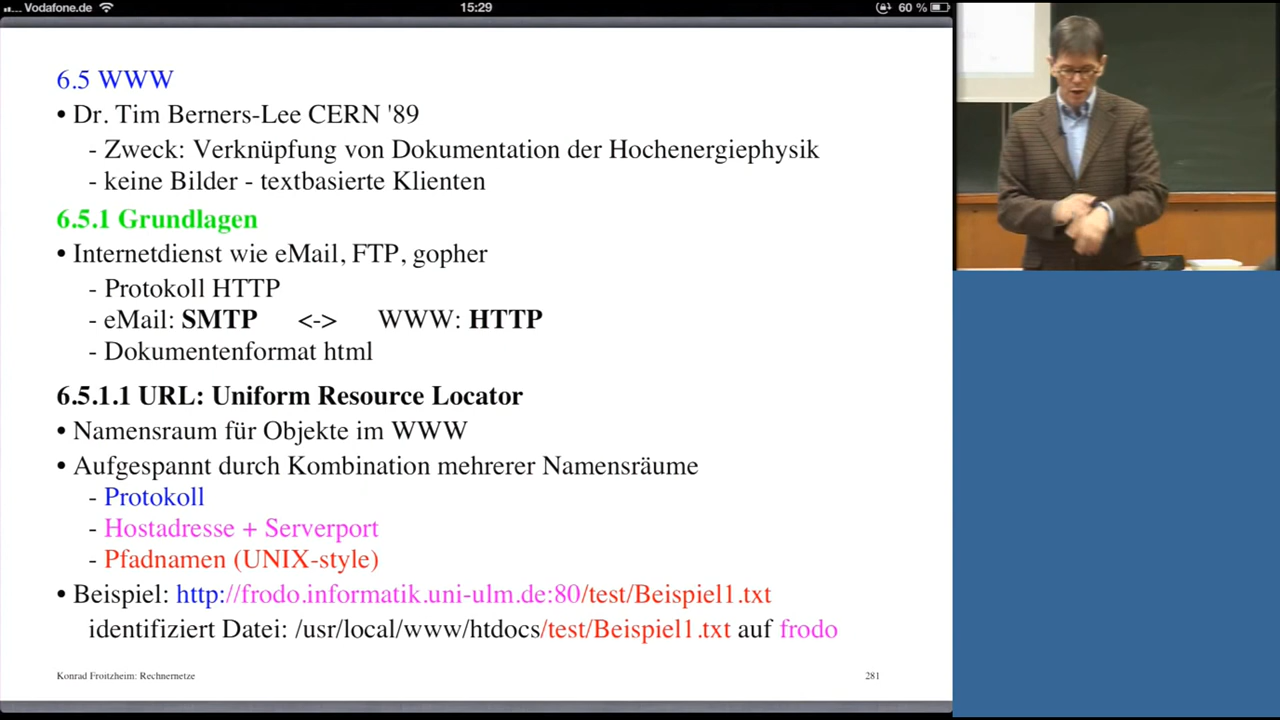 Vodafone.de
15:29
60 %
6.5 WWW
• Dr. Tim Berners-Lee CERN '89
- Zweck: Verknüpfung von Dokumentation der Hochenergiephysik
- keine Bilder - textbasierte Klienten
6.5.1 Grundlagen
• Internetdienst wie eMail, FTP, gopher
- Protokoll HTTP
- eMail: SMTP <-> WWW: HTTP
- Dokumentenformat html
6.5.1.1 URL: Uniform Resource Locator
• Namensraum für Objekte im WWW
• Aufgespannt durch Kombination mehrerer Namensräume
- Protokoll
- Hostadresse + Serverport
- Pfadnamen (UNIX-style)
• Beispiel: http://frodo.informatik.uni-ulm.de:80/test/Beispiel1.txt
identifiziert Datei: /usr/local/www/htdocs/test/Beispiel1.txt auf frodo
Konrad Froitzheim: Rechnernetze
281